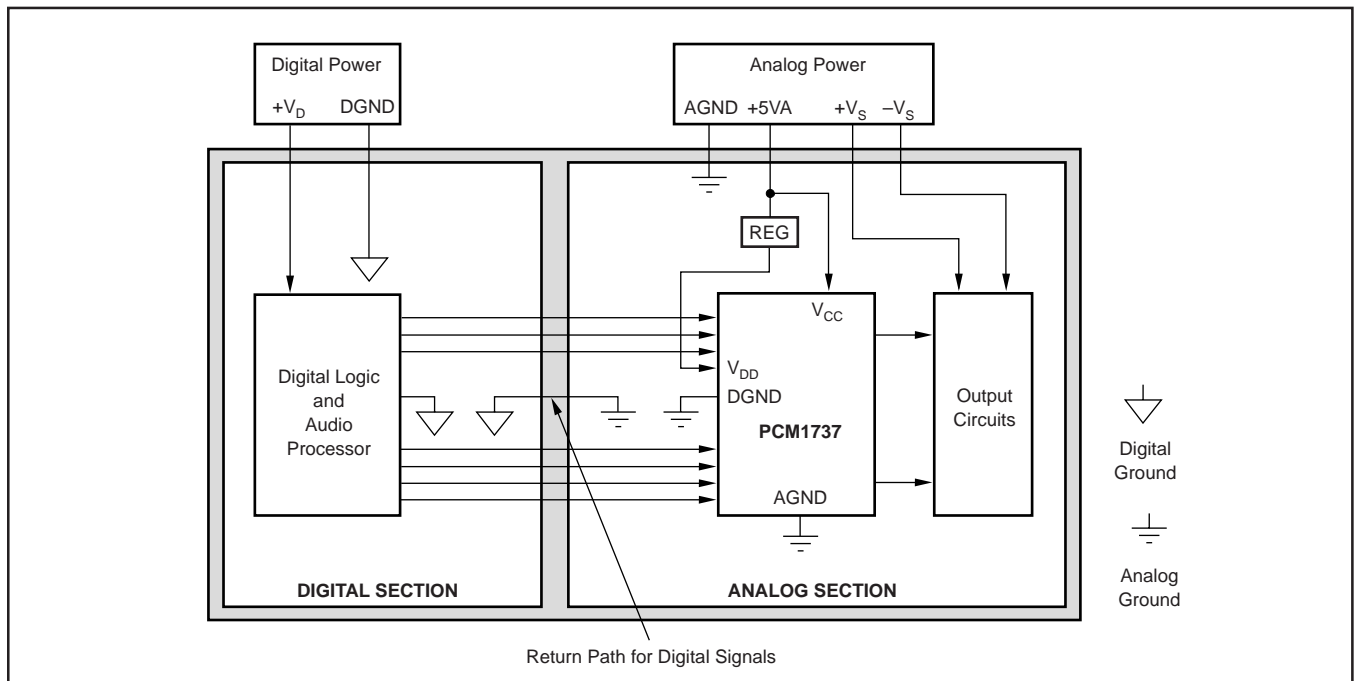 Digital Power
+VD DGND
Analog Power
AGND +5VA +VS –VS
REG
VCC
VDD
DGND
PCM1737
AGND
Digital Logic
and
Audio
Processor
Output
Circuits
Digital
Ground
Analog
Ground
DIGITAL SECTION
ANALOG SECTION
Return Path for Digital Signals